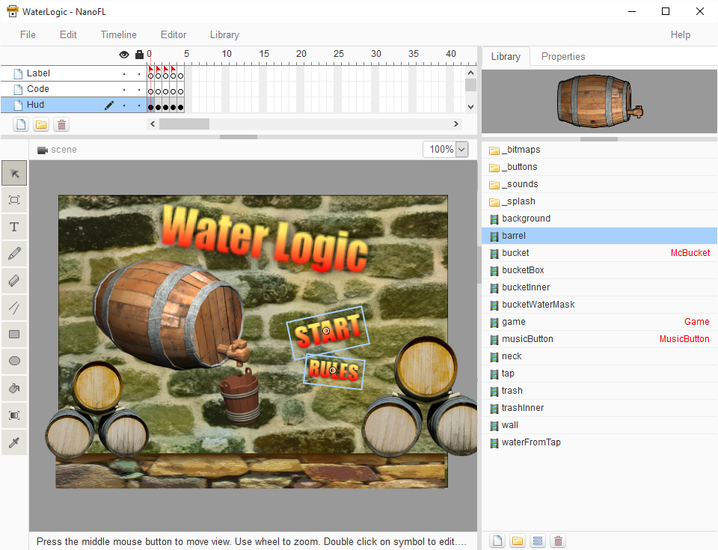 WaterLogic - NanoFL
File Edit Timeline Editor Library Help
0 5 10 15 20 25 30 35 40
Label
Code
Hud
scene
100%
Water Logic
START
RULES
Press the middle mouse button to move view. Use wheel to zoom. Double click on symbol to edit....
Library Properties
_bitmaps
_buttons
_sounds
_splash
background
barrel
bucket McBucket
bucketBox
bucketInner
bucketWaterMask
game Game
musicButton MusicButton
neck
tap
trash
trashInner
wall
waterFromTap